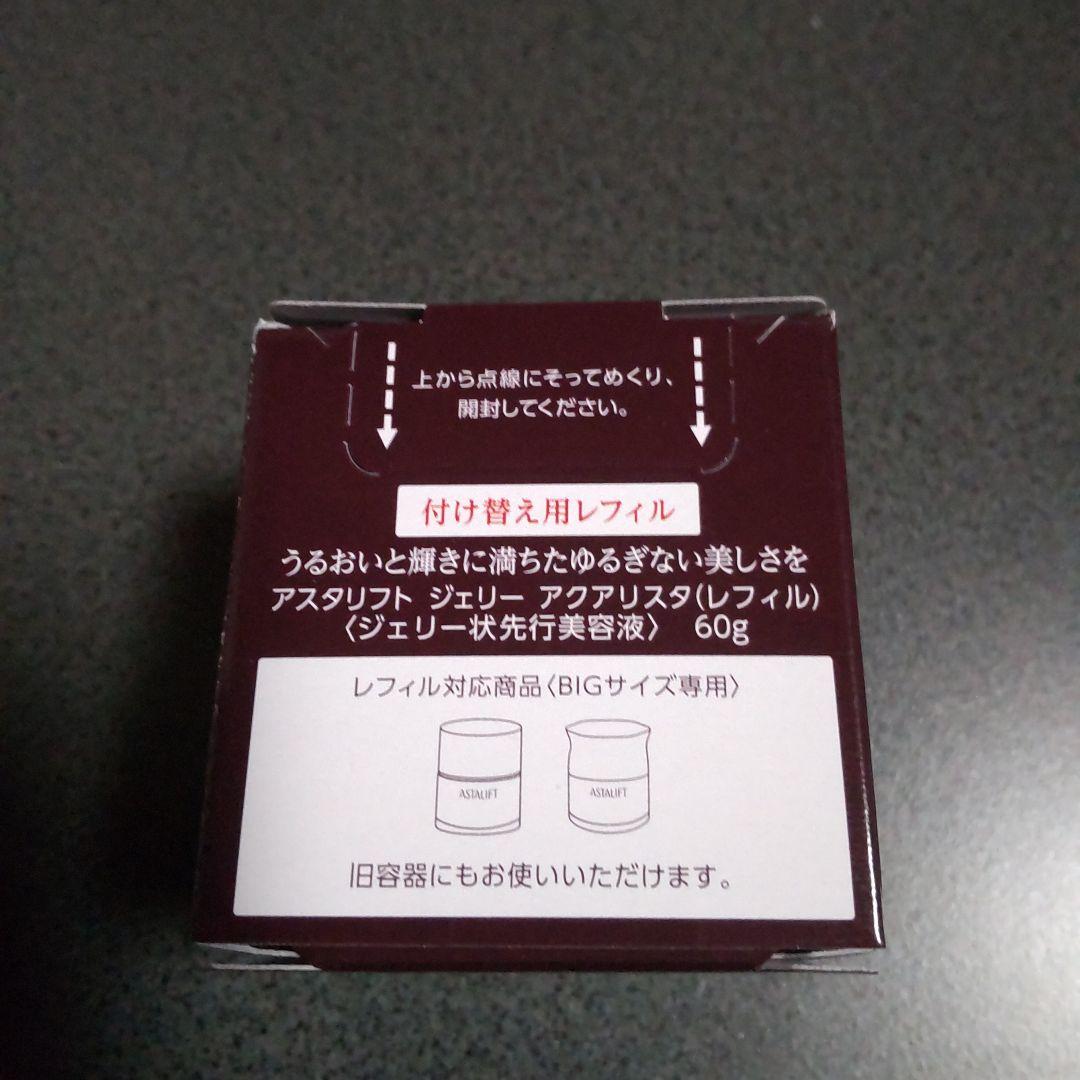 上から点線にそってめくり、
開封してください。
付け替え用レフィル
うるおいと輝きに満ちたゆるぎない美しさを
アスタリフト ジェリー アクアリスタ(レフィル)
〈ジェリー状先行美容液〉 60g
レフィル対応商品〈BIGサイズ専用〉
ASTALIFT ASTALIFT
旧容器にもお使いいただけます。